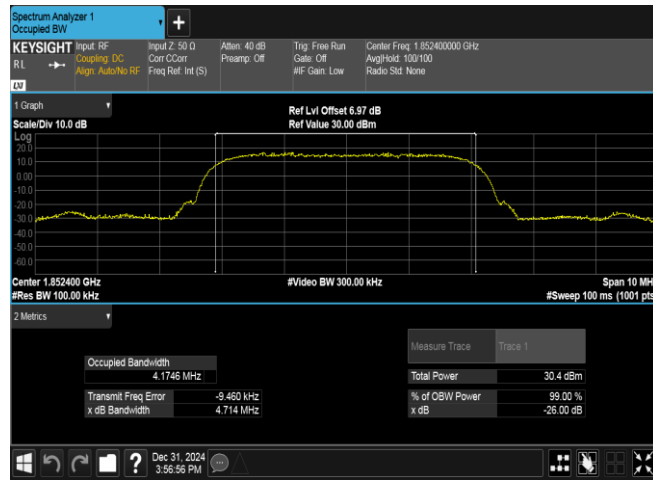 Spectrum Analyzer 1
Occupied BW
KEYSIGHT
R L
LXI
Input: RF
Coupling: DC
Align: Auto/No RF
Input Z: 50 Ω
Corr CCorr
Freq Ref: Int (S)
Atten: 40 dB
Preamp: Off
Trig: Free Run
Gate: Off
#IF Gain: Low
Center Freq: 1.852400000 GHz
Avg|Hold: 100/100
Radio Std: None
1 Graph
Scale/Div 10.0 dB
Ref Lvl Offset 6.97 dB
Ref Value 30.00 dBm
Log
20.0
10.0
0.00
-10.0
-20.0
-30.0
-40.0
-50.0
-60.0
Center 1.852400 GHz
#Video BW 300.00 kHz
Span 10 MH
#Res BW 100.00 kHz
#Sweep 100 ms (1001 pts
2 Metrics
Measure Trace
Trace 1
Occupied Bandwidth
4.1746 MHz
Total Power
30.4 dBm
Transmit Freq Error
-9.460 kHz
% of OBW Power
99.00 %
x dB Bandwidth
4.714 MHz
x dB
-26.00 dB
Dec 31, 2024
3:56:56 PM